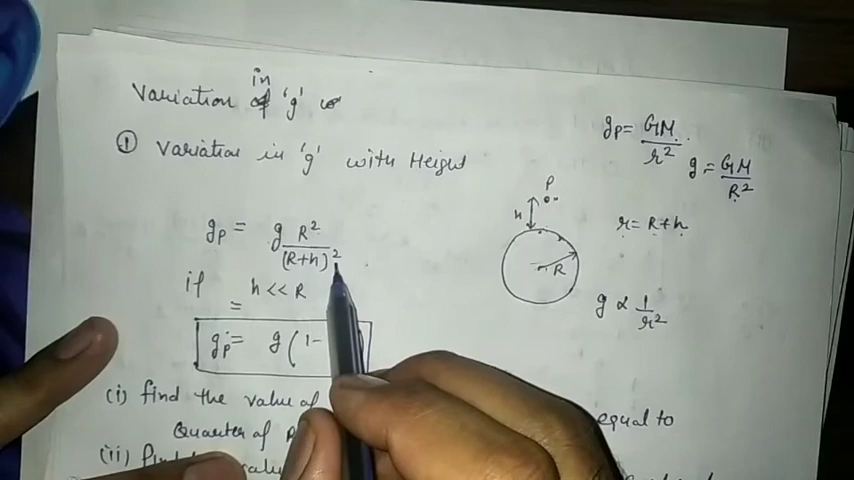 Variation in 'g'
① Variation in 'g' with Height
gp = GM/r²
g = GM/R²
gp = g R²/(R+h)²
P
h
R
r = R+h
if h << R
g ∝ 1/r²
gp = g(1-
(i) find the value of equal to
Quarter of
(ii) find